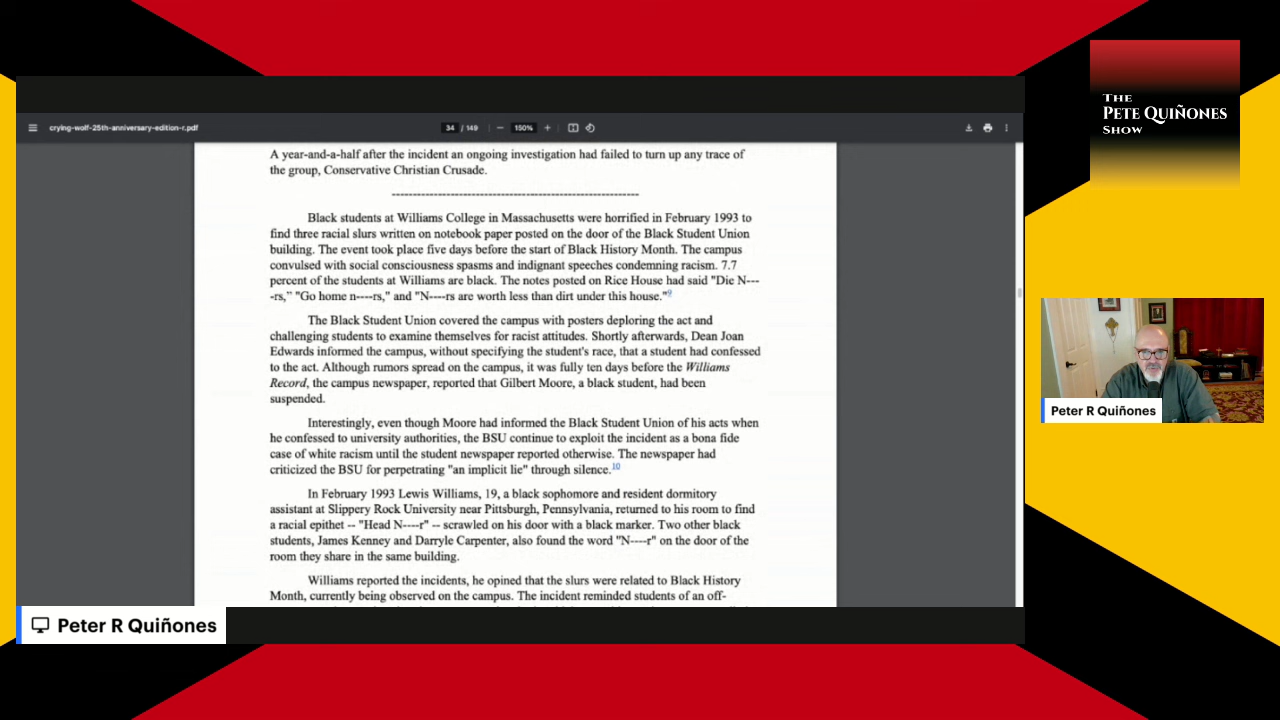 THE
PETE QUIÑONES
SHOW
crying-wolf-25th-anniversary-edition-r.pdf
34 / 149
150%
A year-and-a-half after the incident an ongoing investigation had failed to turn up any trace of
the group, Conservative Christian Crusade.
------------------------------------------------------------
Black students at Williams College in Massachusetts were horrified in February 1993 to
find three racial slurs written on notebook paper posted on the door of the Black Student Union
building. The event took place five days before the start of Black History Month. The campus
convulsed with social consciousness spasms and indignant speeches condemning racism. 7.7
percent of the students at Williams are black. The notes posted on Rice House had said "Die N---
-rs," "Go home n----rs," and "N----rs are worth less than dirt under this house."9
The Black Student Union covered the campus with posters deploring the act and
challenging students to examine themselves for racist attitudes. Shortly afterwards, Dean Joan
Edwards informed the campus, without specifying the student's race, that a student had confessed
to the act. Although rumors spread on the campus, it was fully ten days before the Williams
Record, the campus newspaper, reported that Gilbert Moore, a black student, had been
suspended.
Interestingly, even though Moore had informed the Black Student Union of his acts when
he confessed to university authorities, the BSU continue to exploit the incident as a bona fide
case of white racism until the student newspaper reported otherwise. The newspaper had
criticized the BSU for perpetrating "an implicit lie" through silence.10
In February 1993 Lewis Williams, 19, a black sophomore and resident dormitory
assistant at Slippery Rock University near Pittsburgh, Pennsylvania, returned to his room to find
a racial epithet -- "Head N----r" -- scrawled on his door with a black marker. Two other black
students, James Kenney and Darryle Carpenter, also found the word "N----r" on the door of the
room they share in the same building.
Williams reported the incidents, he opined that the slurs were related to Black History
Month, currently being observed on the campus. The incident reminded students of an off-
Peter R Quiñones
Peter R Quiñones